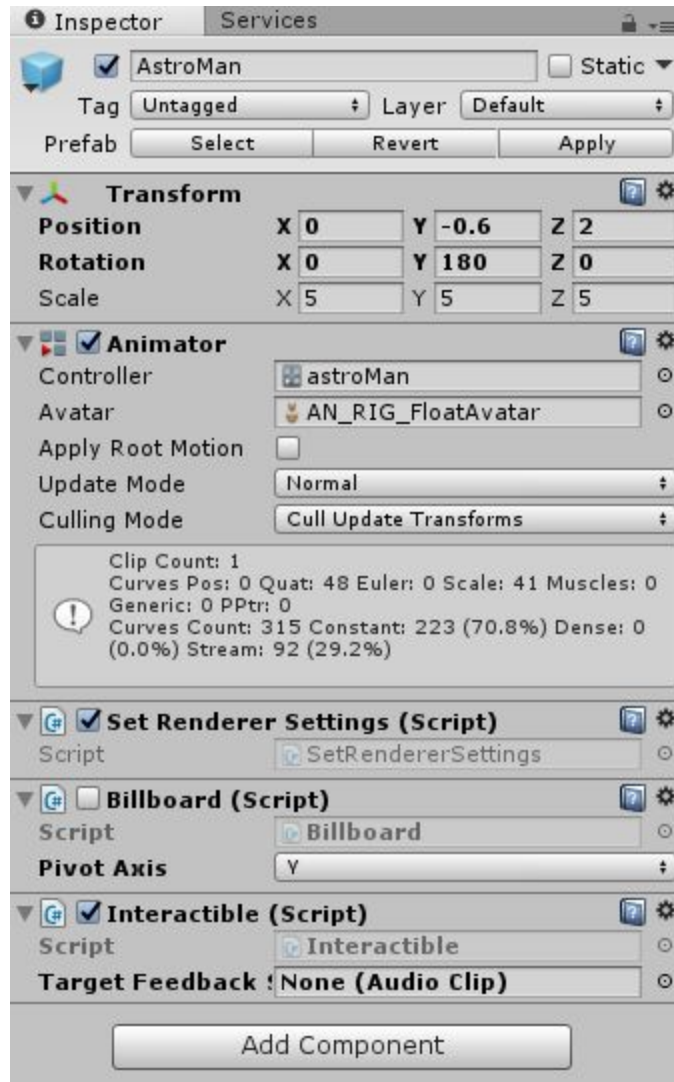 Inspector Services
AstroMan Static
Tag Untagged Layer Default
Prefab Select Revert Apply
Transform
Position X 0 Y -0.6 Z 2
Rotation X 0 Y 180 Z 0
Scale X 5 Y 5 Z 5
Animator
Controller astroMan
Avatar AN_RIG_FloatAvatar
Apply Root Motion
Update Mode Normal
Culling Mode Cull Update Transforms
Clip Count: 1
Curves Pos: 0 Quat: 48 Euler: 0 Scale: 41 Muscles: 0
Generic: 0 PPtr: 0
Curves Count: 315 Constant: 223 (70.8%) Dense: 0
(0.0%) Stream: 92 (29.2%)
Set Renderer Settings (Script)
Script SetRendererSettings
Billboard (Script)
Script Billboard
Pivot Axis Y
Interactible (Script)
Script Interactible
Target Feedback None (Audio Clip)
Add Component